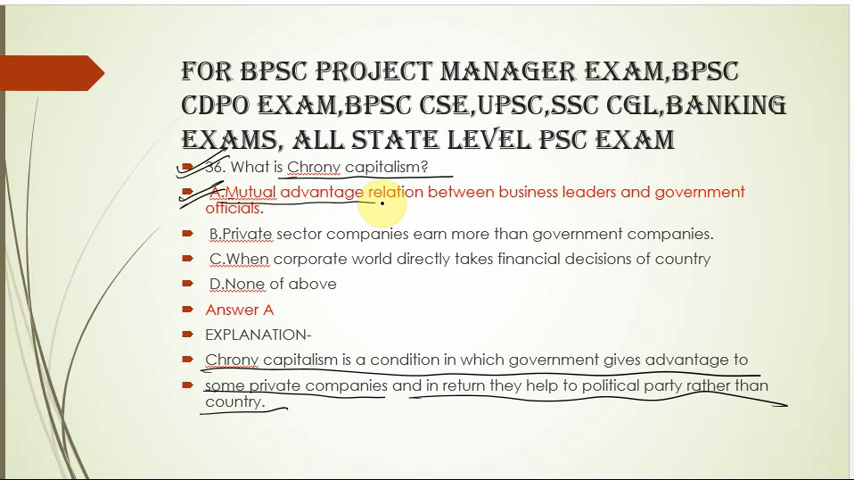 FOR BPSC PROJECT MANAGER EXAM,BPSC
CDPO EXAM,BPSC CSE,UPSC,SSC CGL,BANKING
EXAMS, ALL STATE LEVEL PSC EXAM
36. What is Chrony capitalism?
A.Mutual advantage relation between business leaders and government
officials.
B.Private sector companies earn more than government companies.
C.When corporate world directly takes financial decisions of country
D.None of above
Answer A
EXPLANATION-
Chrony capitalism is a condition in which government gives advantage to
some private companies and in return they help to political party rather than
country.